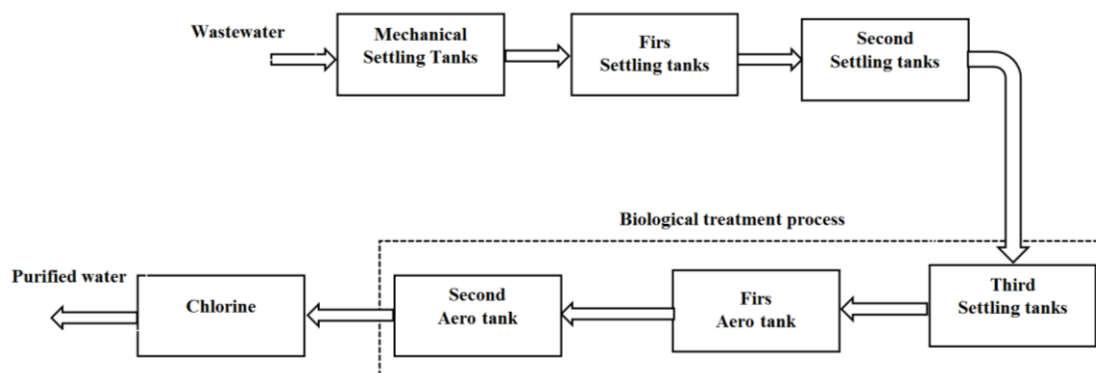 Wastewater
Mechanical
Settling Tanks
Firs
Settling tanks
Second
Settling tanks
Biological treatment process
Purified water
Chlorine
Second
Aero tank
Firs
Aero tank
Third
Settling tanks